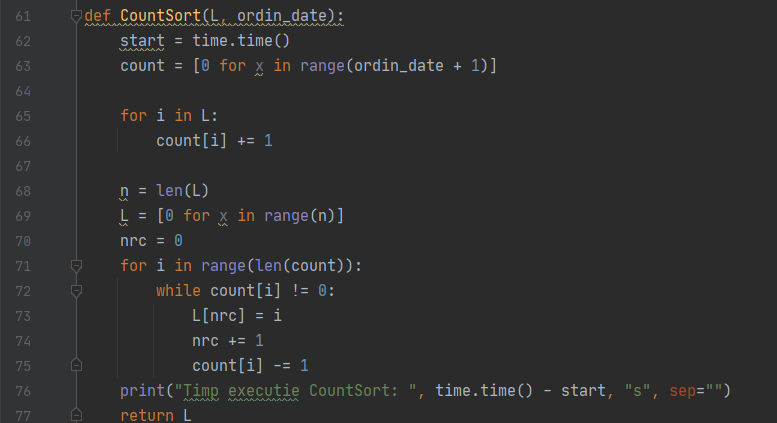 61 def CountSort(L, ordin_date):
62     start = time.time()
63     count = [0 for x in range(ordin_date + 1)]
64
65     for i in L:
66         count[i] += 1
67
68     n = len(L)
69     L = [0 for x in range(n)]
70     nrc = 0
71     for i in range(len(count)):
72         while count[i] != 0:
73             L[nrc] = i
74             nrc += 1
75             count[i] -= 1
76     print("Timp executie CountSort: ", time.time() - start, "s", sep="")
77     return L